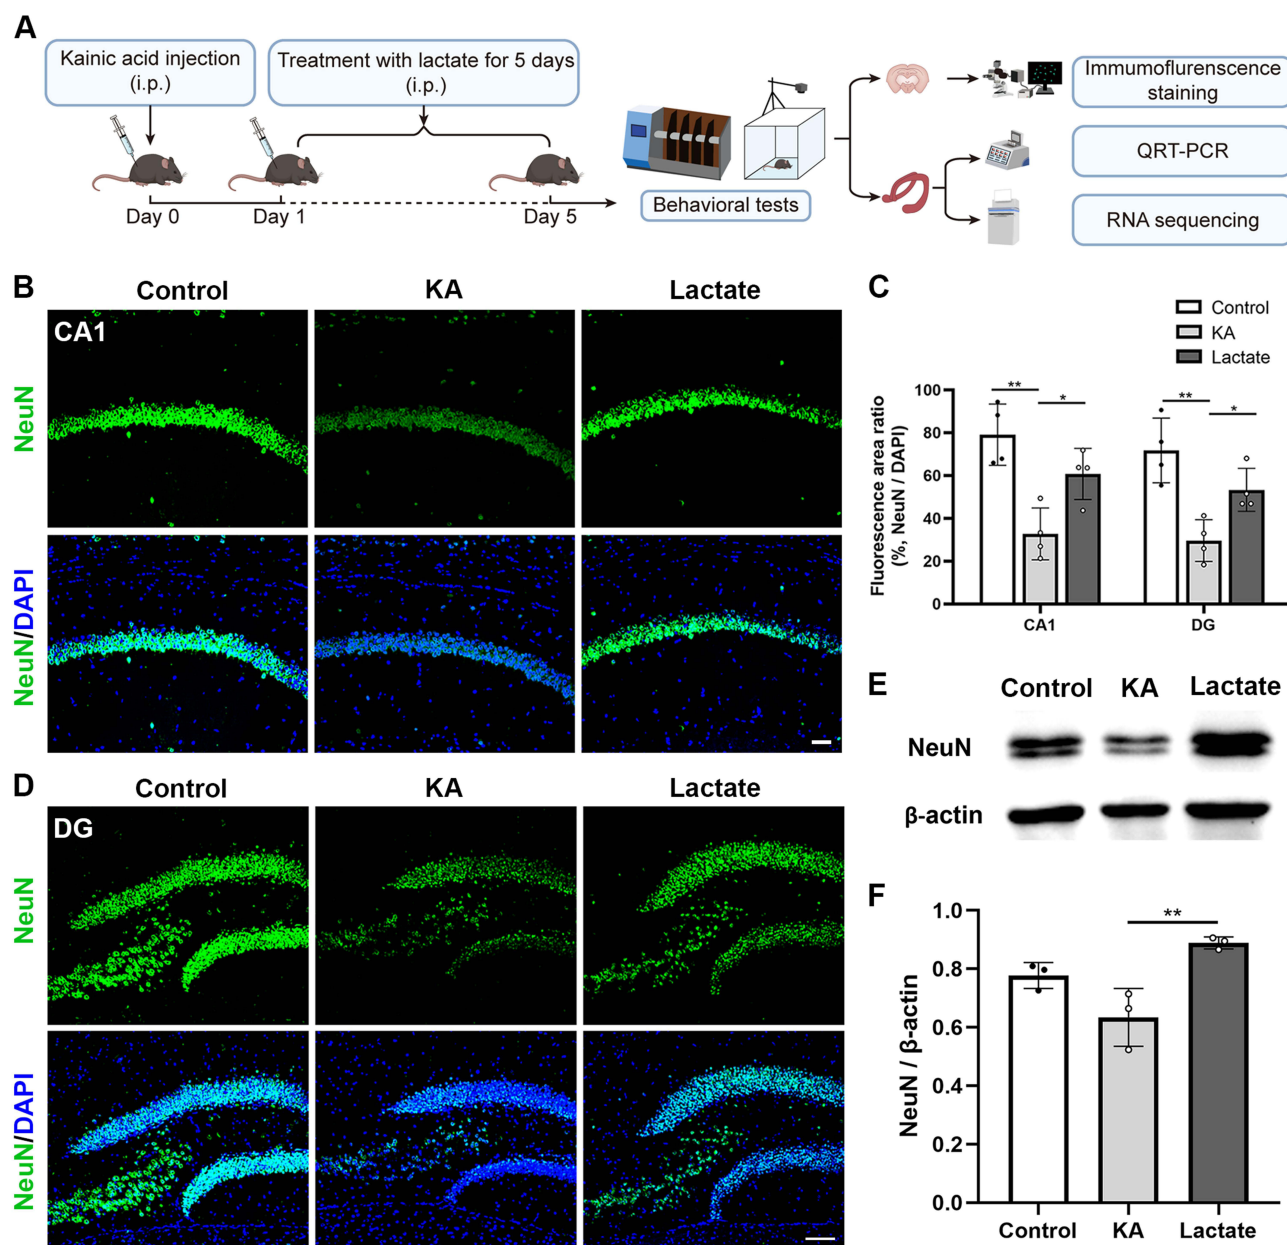 A
Kainic acid injection
(i.p.)
Treatment with lactate for 5 days
(i.p.)
Day 0
Day 1
Day 5
Behavioral tests
Immumoflurenscence
staining
QRT-PCR
RNA sequencing
B
Control
KA
Lactate
CA1
NeuN
NeuN/DAPI
C
Control
KA
Lactate
Fluorescence area ratio
(%, NeuN / DAPI)
100
80
60
40
20
0
** *
** *
CA1
DG
D
Control
KA
Lactate
DG
NeuN
NeuN/DAPI
E
Control
KA
Lactate
NeuN
β-actin
F
NeuN / β-actin
1.0
0.8
0.6
0.4
0.2
0.0
**
Control
KA
Lactate